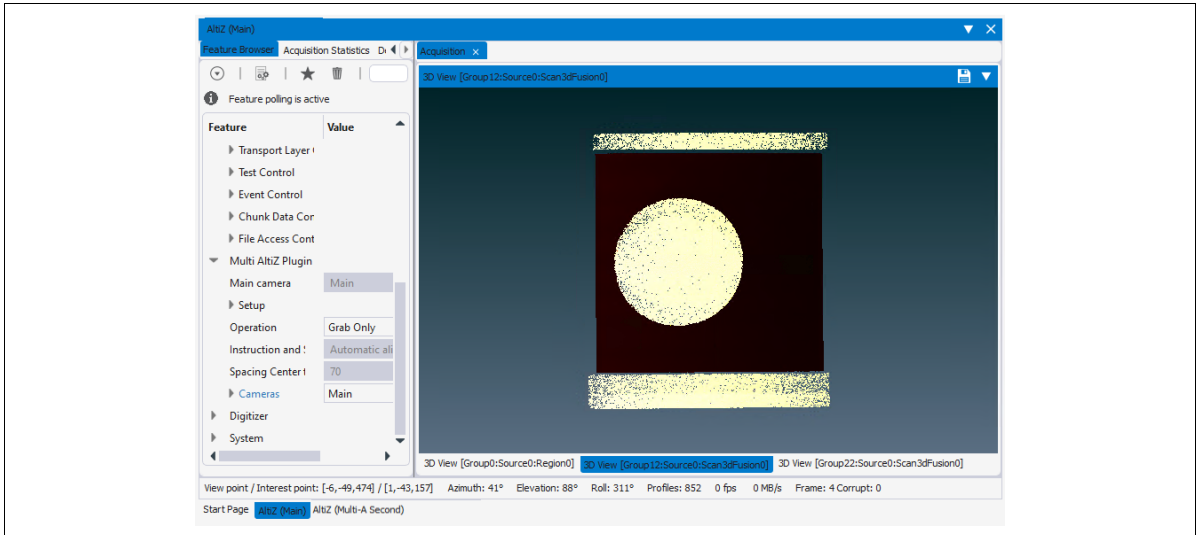 AltiZ (Main)
Feature Browser Acquisition Statistics De
Acquisition ×
3D View [Group12:Source0:Scan3dFusion0]
Feature polling is active
Feature Value
Transport Layer
Test Control
Event Control
Chunk Data Cor
File Access Cont
Multi AltiZ Plugin
Main camera Main
Setup
Operation Grab Only
Instruction and Automatic ali
Spacing Center 70
Cameras Main
Digitizer
System
3D View [Group0:Source0:Region0] 3D View [Group12:Source0:Scan3dFusion0] 3D View [Group22:Source0:Scan3dFusion0]
View point / Interest point: [-6,-49,474] / [1,-43,157] Azimuth: 41° Elevation: 88° Roll: 311° Profiles: 852 0 fps 0 MB/s Frame: 4 Corrupt: 0
Start Page AltiZ (Main) AltiZ (Multi-A Second)